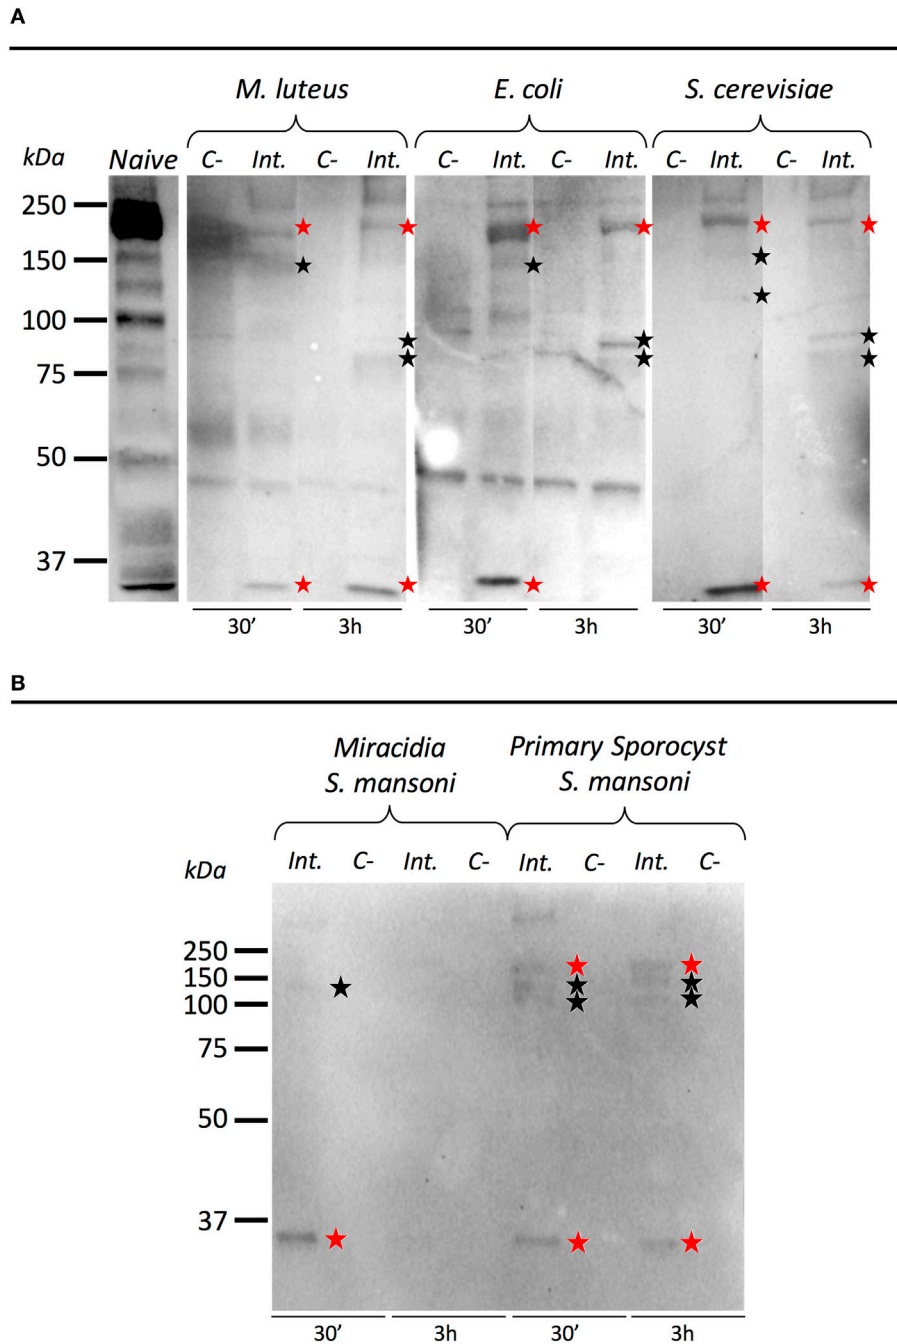 A
M. luteus E. coli S. cerevisiae
kDa Naive C- Int. C- Int. C- Int. C- Int. C- Int. C- Int.
250
150
100
75
50
37
30’ 3h 30’ 3h 30’ 3h
B
Miracidia Primary Sporocyst
S. mansoni S. mansoni
kDa Int. C- Int. C- Int. C- Int. C-
250
150
100
75
50
37
30’ 3h 30’ 3h